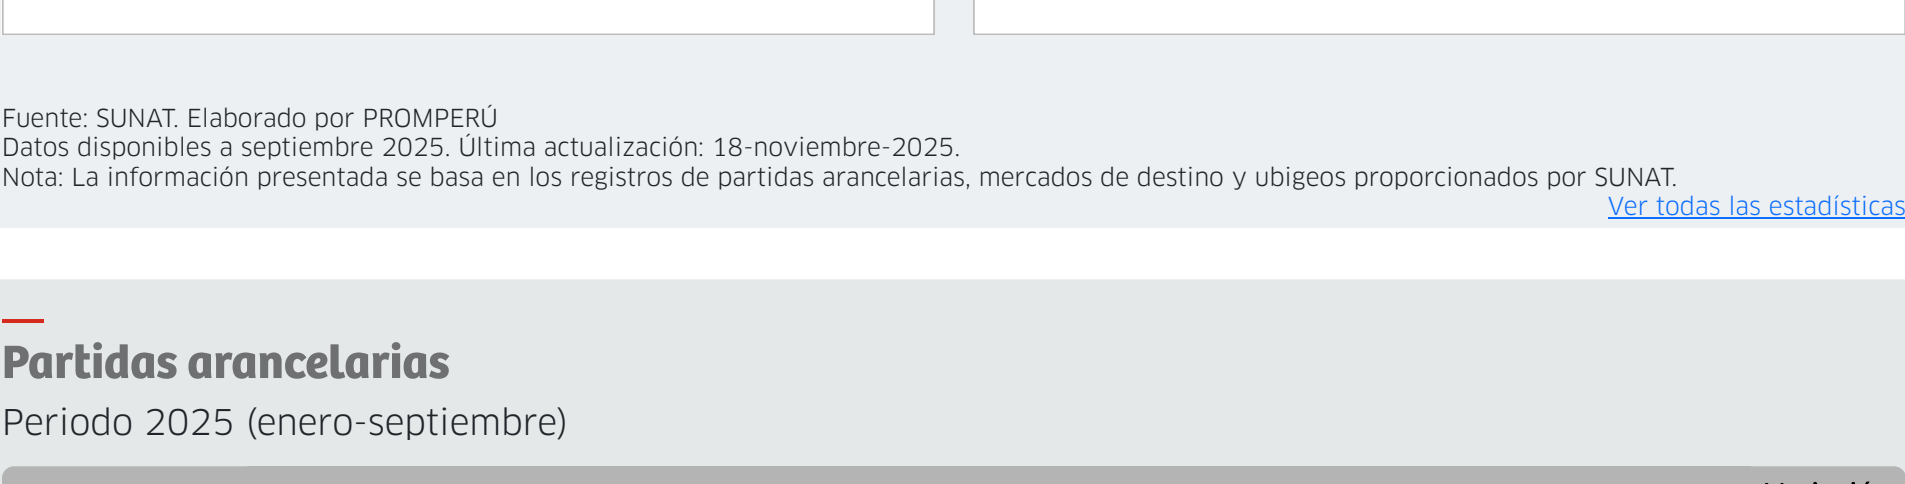 Fuente: SUNAT. Elaborado por PROMPERÚ
Datos disponibles a septiembre 2025. Última actualización: 18-noviembre-2025.
Nota: La información presentada se basa en los registros de partidas arancelarias, mercados de destino y ubigeos proporcionados por SUNAT.
Ver todas las estadísticas
Partidas arancelarias
Periodo 2025 (enero-septiembre)